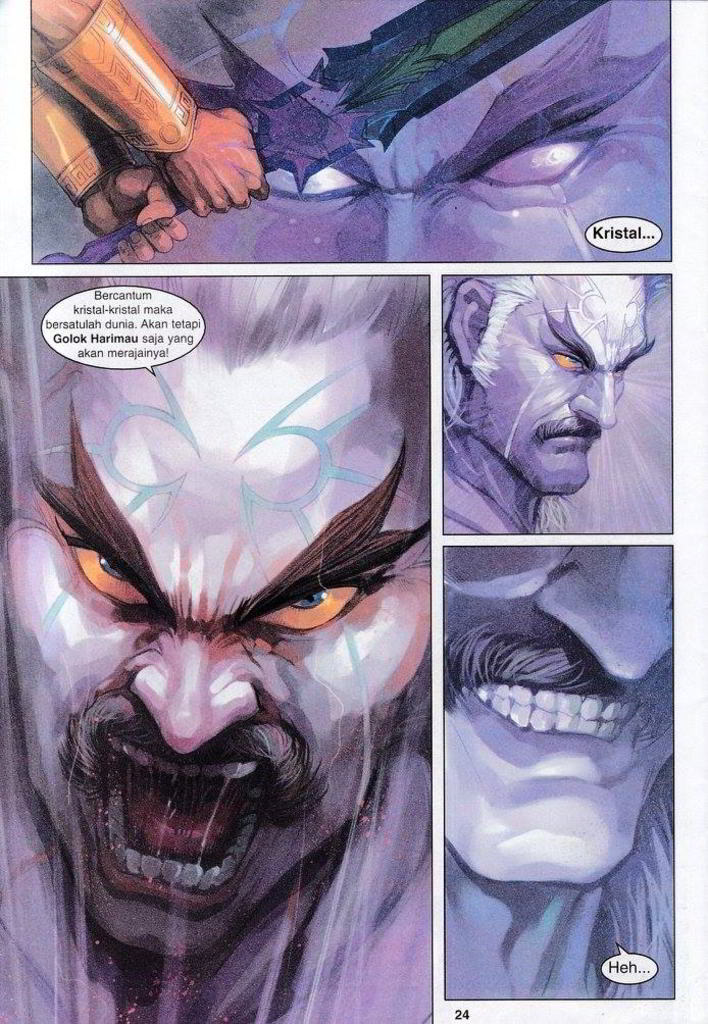 Kristal...
Bercantum
kristal-kristal maka
bersatulah dunia. Akan tetapi
Golok Harimau saja yang
akan merajainya!
Heh...
24